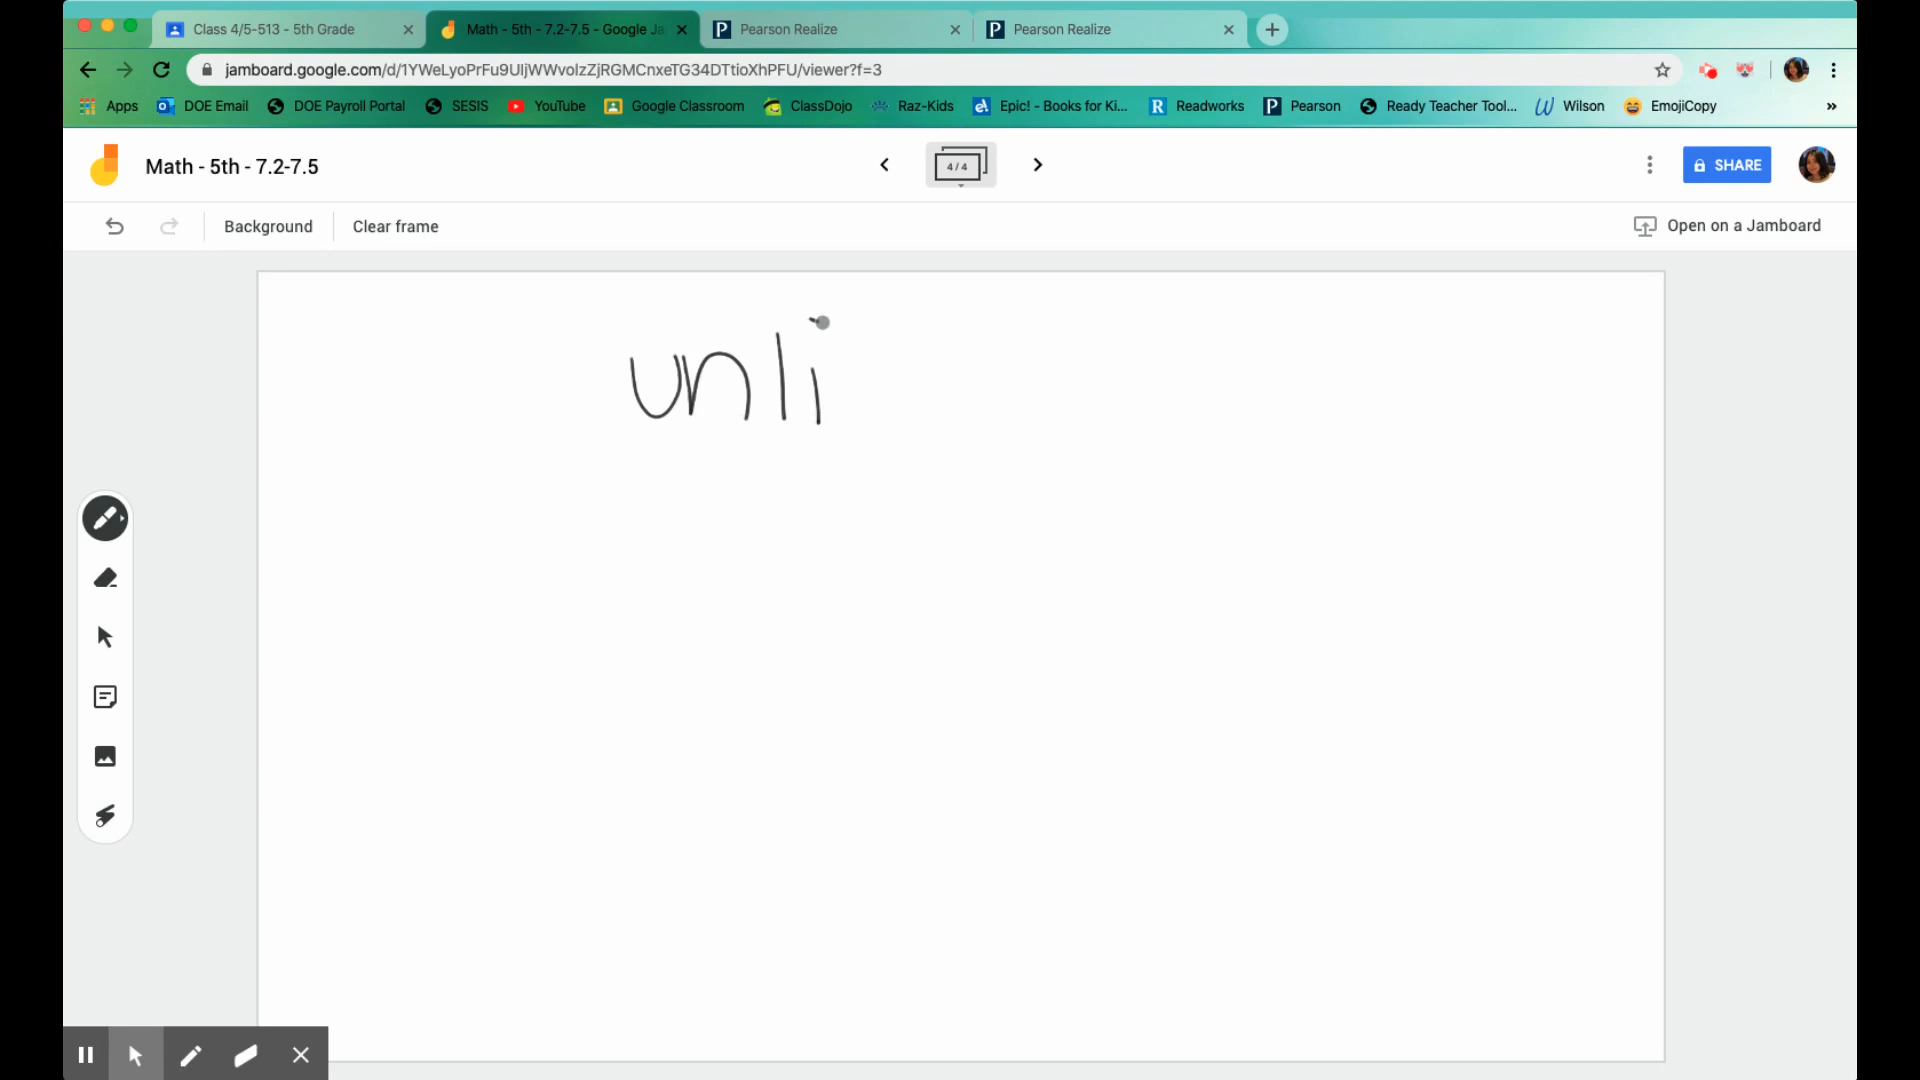 Class 4/5-513 - 5th Grade
Math - 5th - 7.2-7.5 - Google Ja
Pearson Realize
Pearson Realize
jamboard.google.com/d/1YWeLyoPrFu9UIjWWvolzZjRGMCnxeTG34DTtioXhPFU/viewer?f=3
Apps DOE Email DOE Payroll Portal SESIS YouTube Google Classroom ClassDojo Raz-Kids Epic! - Books for Ki... Readworks Pearson Ready Teacher Tool... Wilson EmojiCopy »
Math - 5th - 7.2-7.5
4 / 4
SHARE
Background Clear frame
Open on a Jamboard
unli